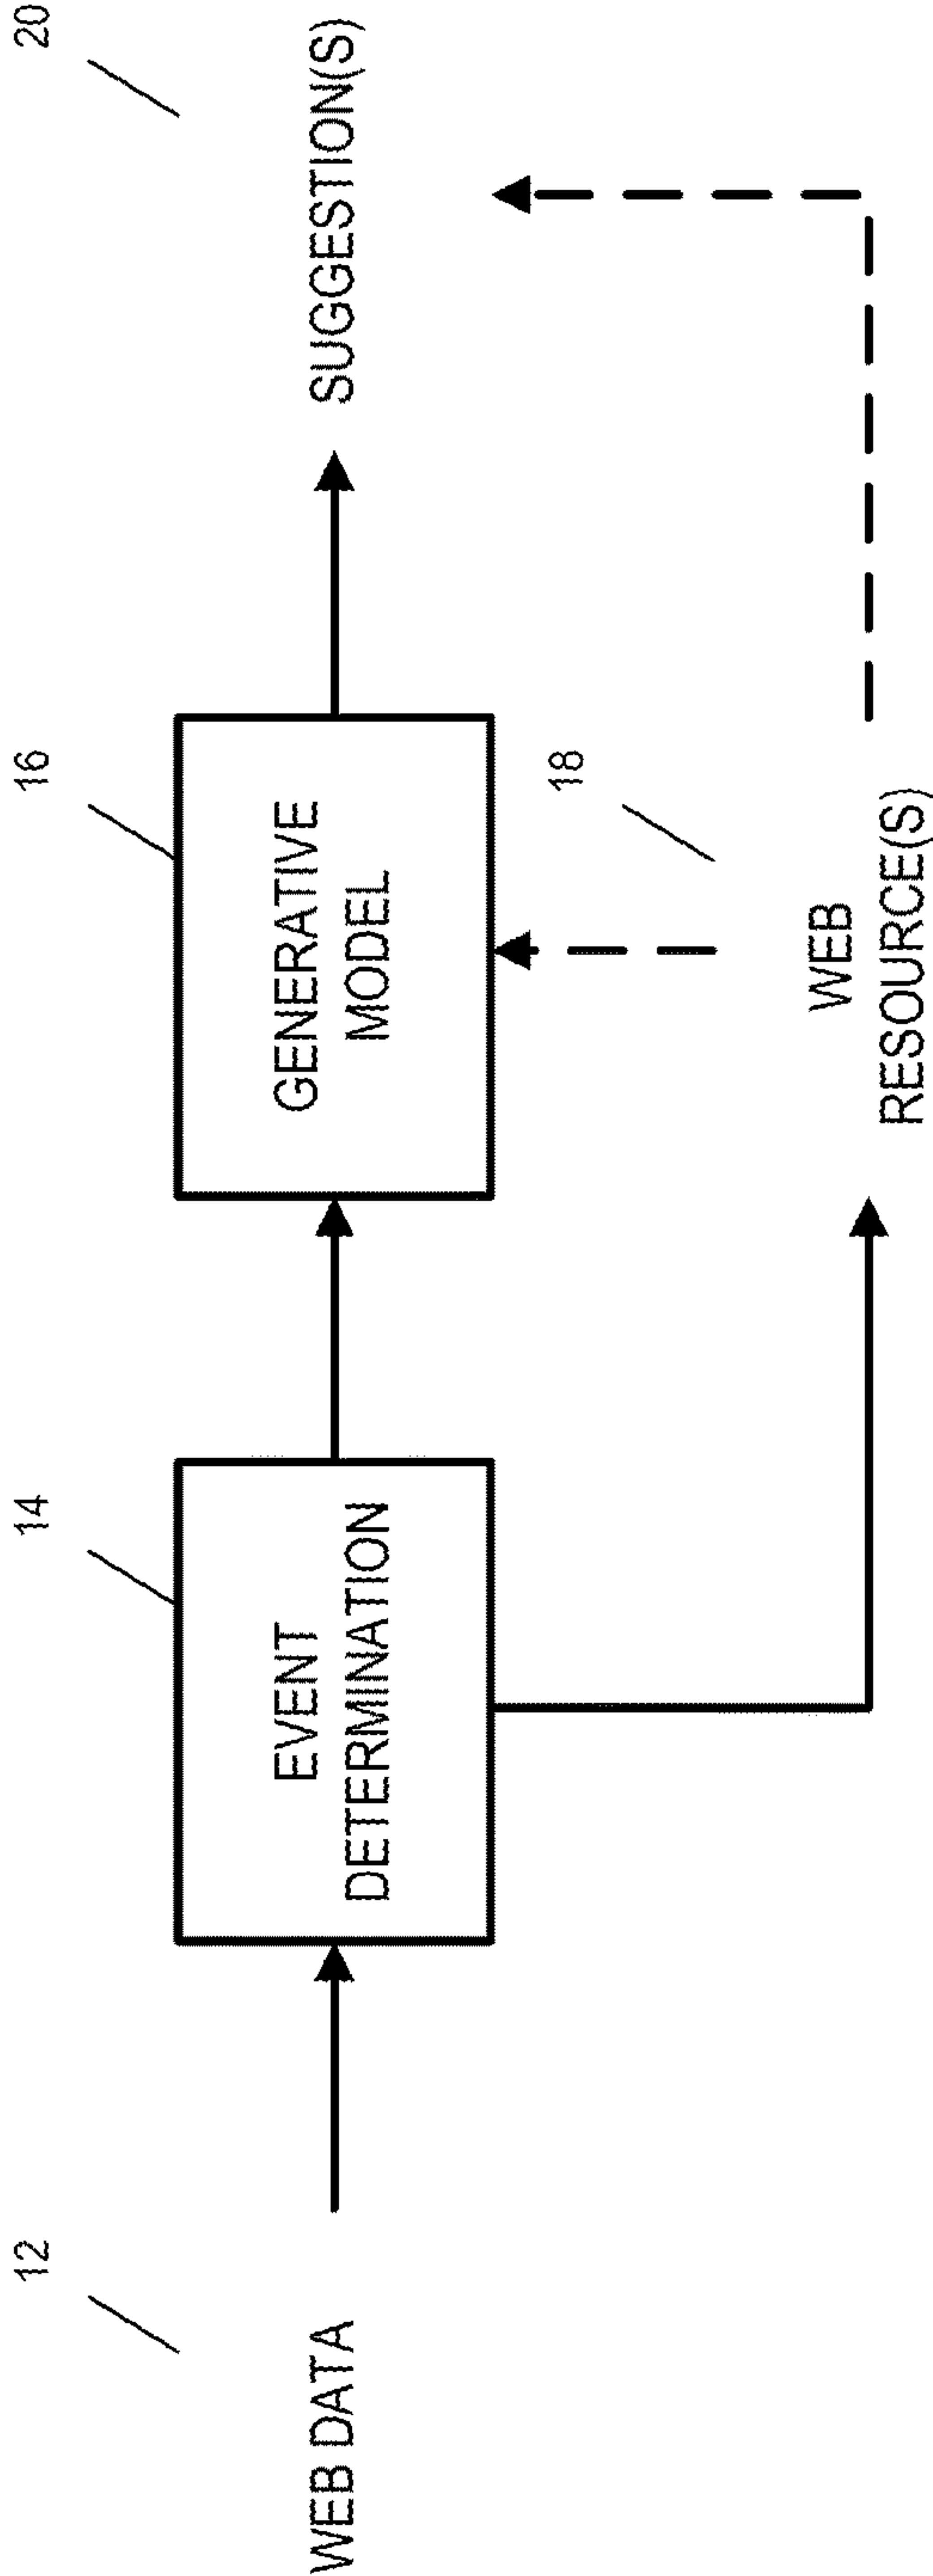 12
14
16
20
WEB DATA
EVENT
DETERMINATION
GENERATIVE
MODEL
SUGGESTION(S)
18
WEB
RESOURCE(S)